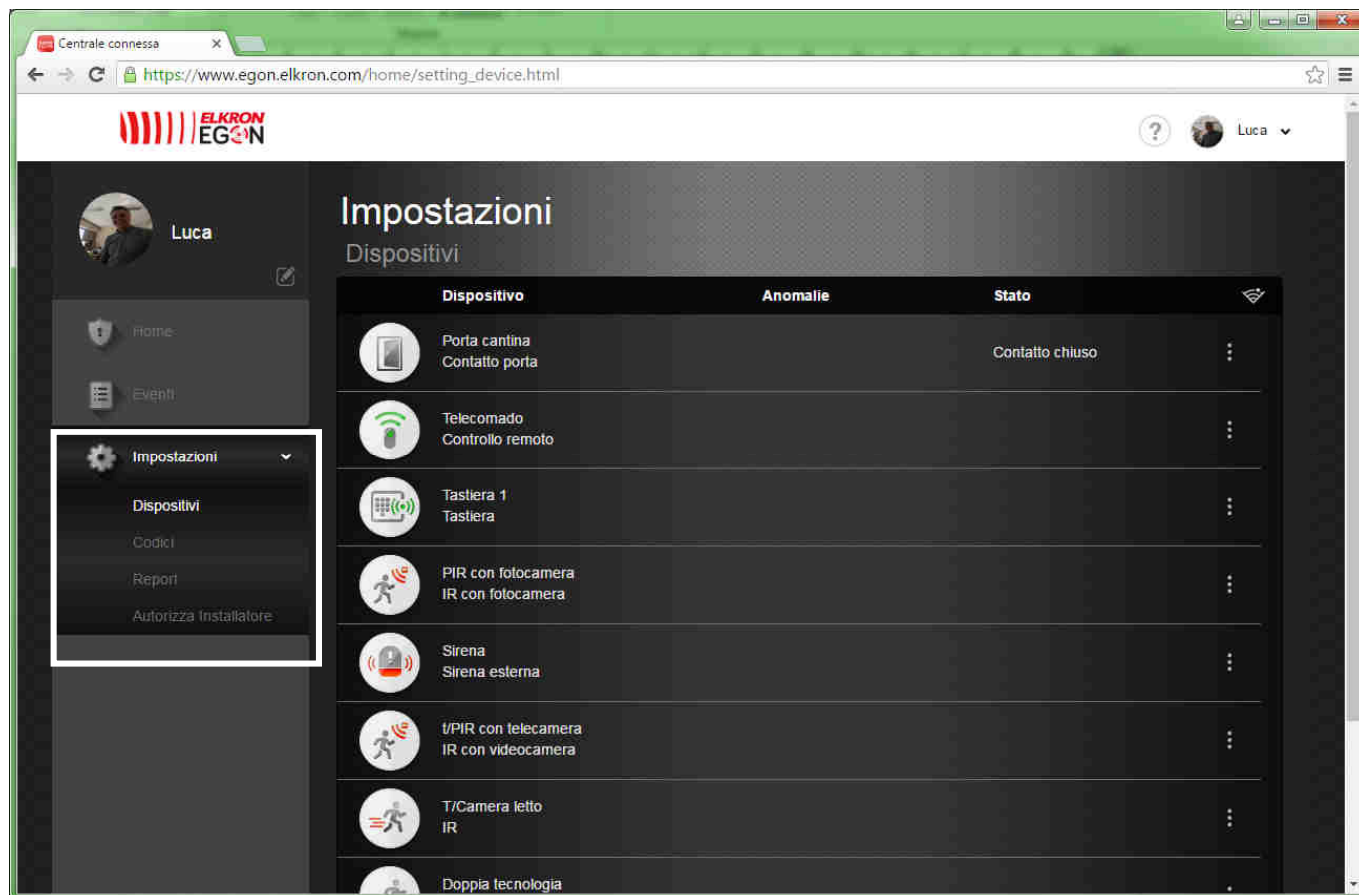 Centrale connessa
https://www.egon.elkron.com/home/setting_device.html
ELKRON
EGON
?
Luca
Luca
Impostazioni
Dispositivi
Dispositivo Anomalie Stato
Home
Eventi
Impostazioni
Dispositivi
Codici
Report
Autorizza Installatore
Porta cantina
Contatto porta
Contatto chiuso
Telecomado
Controllo remoto
Tastiera 1
Tastiera
PIR con fotocamera
IR con fotocamera
Sirena
Sirena esterna
t/PIR con telecamera
IR con videocamera
T/Camera letto
IR
Doppia tecnologia